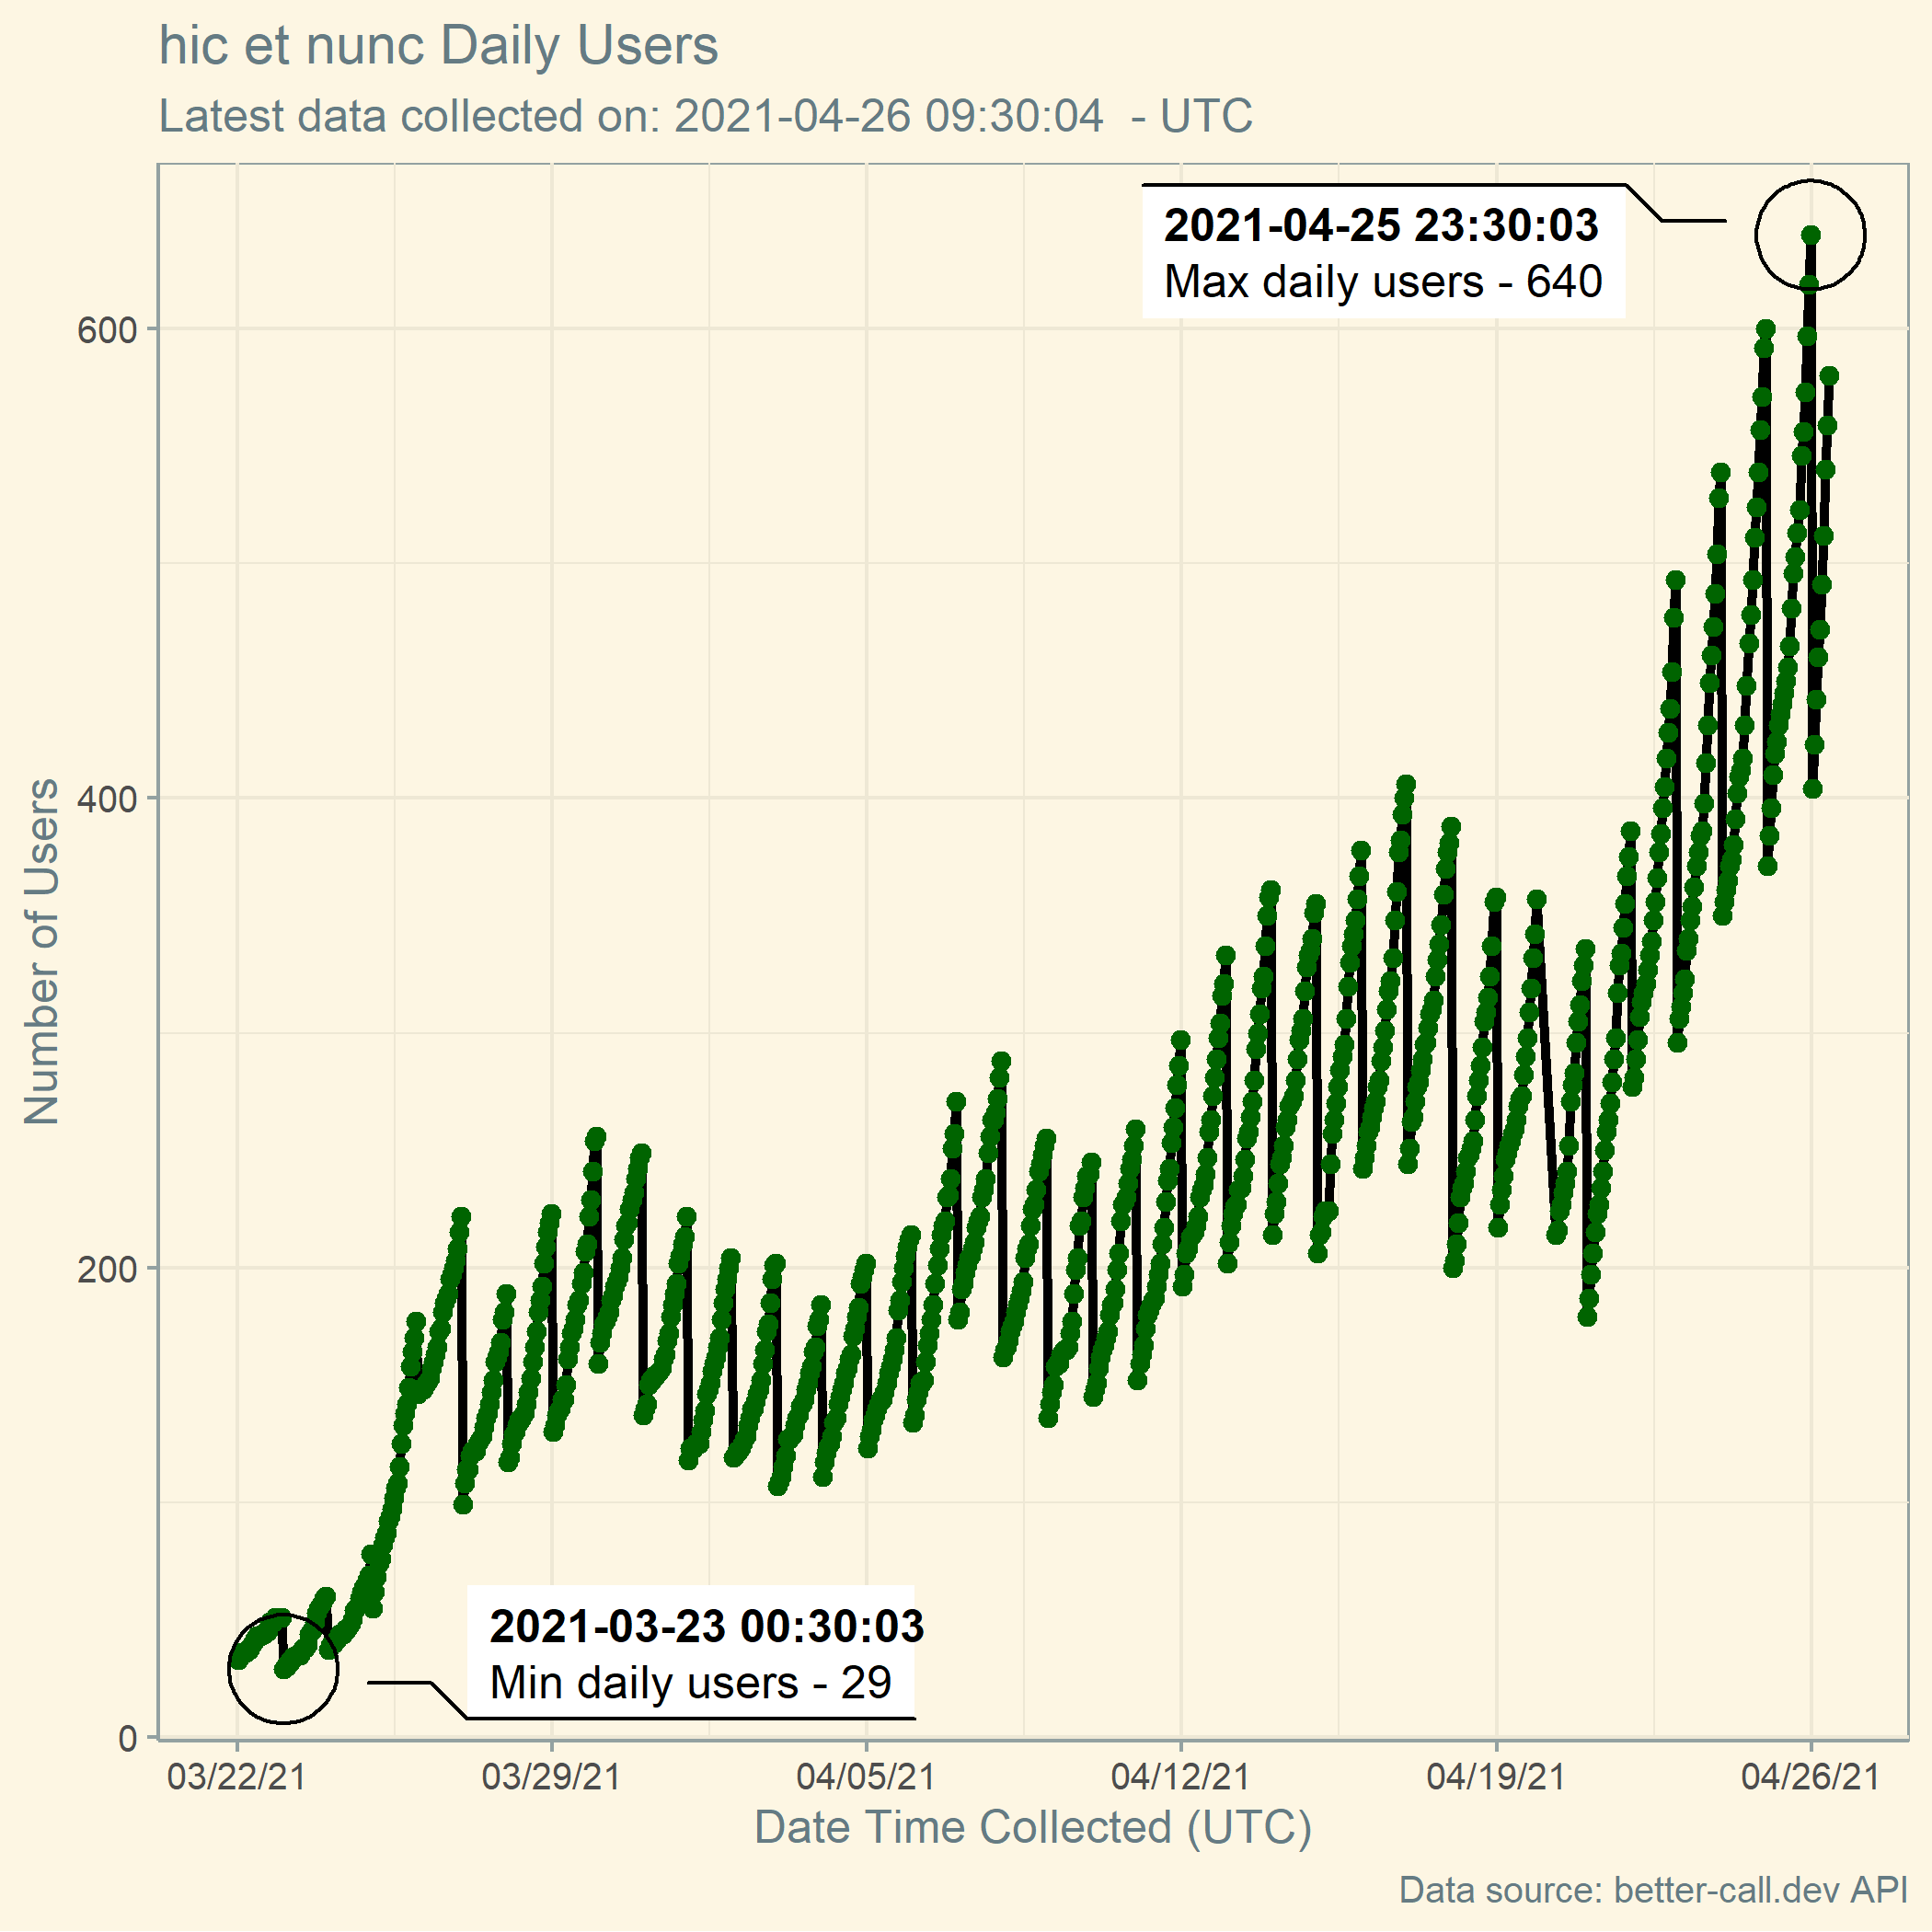 hic et nunc Daily Users
Latest data collected on: 2021-04-26 09:30:04  - UTC
2021-04-25 23:30:03
Max daily users - 640
600
400
200
0
Number of Users
2021-03-23 00:30:03
Min daily users - 29
03/22/21 03/29/21 04/05/21 04/12/21 04/19/21 04/26/21
Date Time Collected (UTC)
Data source: better-call.dev API